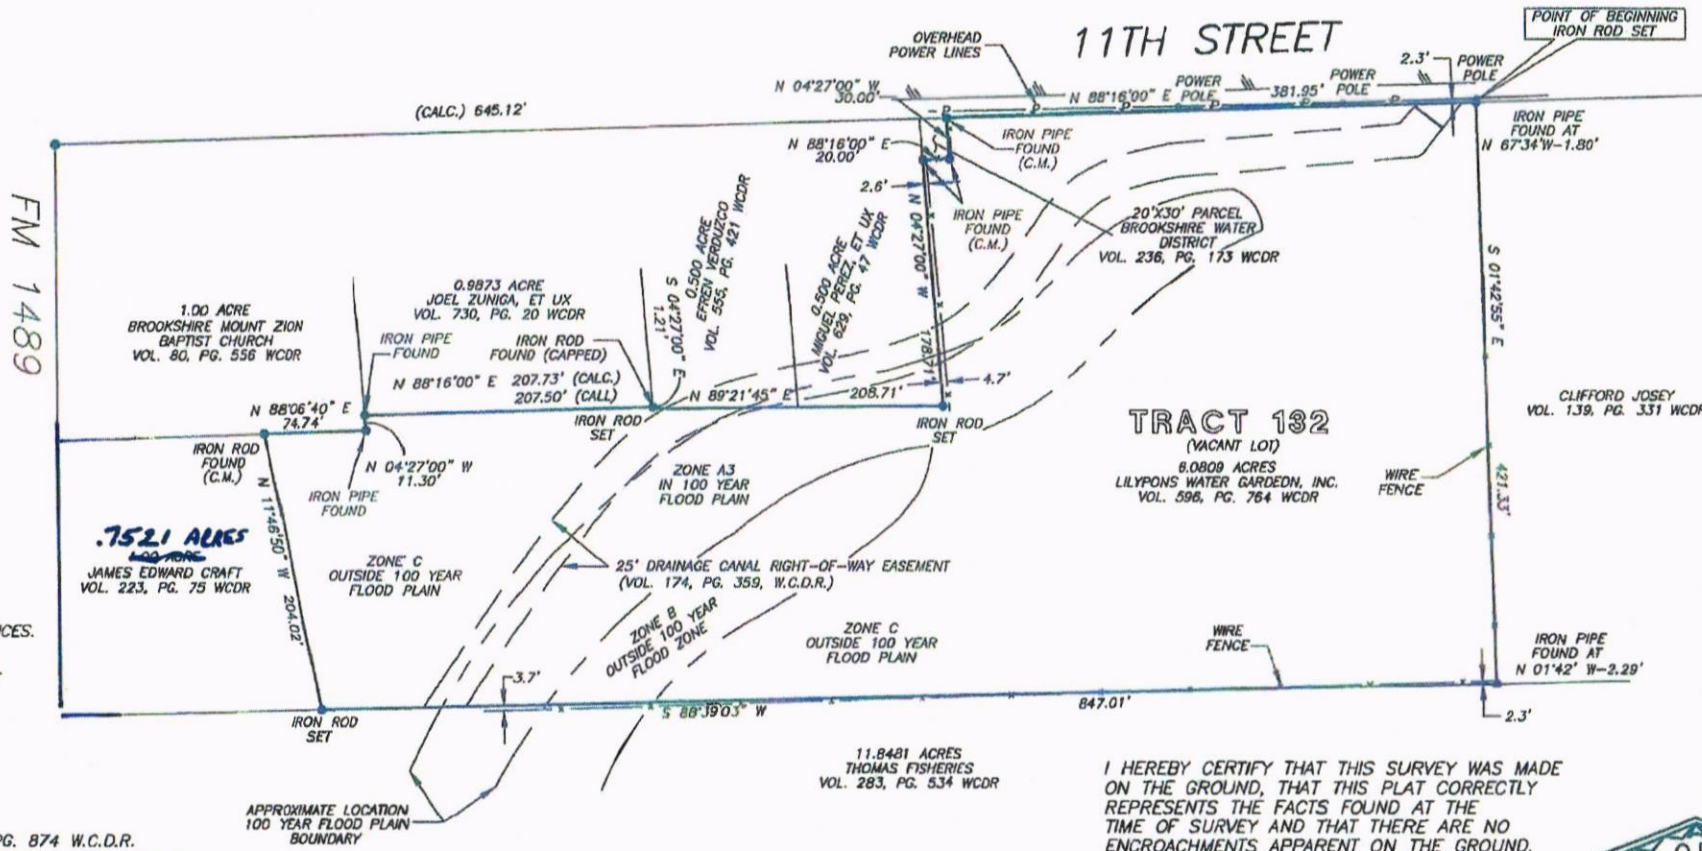 11TH STREET
POINT OF BEGINNING
IRON ROD SET
OVERHEAD
POWER LINES
2.3'
POWER
POLE
N 04°27'00" W
30.00'
N 88°16'00" E
POWER
POLE
381.95'
POWER
POLE
(CALC.) 645.12'
IRON PIPE
FOUND AT
N 67°34'W-1.80'
N 88°16'00" E
20.00'
IRON PIPE
FOUND
(C.M.)
2.6'
IRON PIPE
FOUND
(C.M.)
20'X30' PARCEL
BROOKSHIRE WATER
DISTRICT
VOL. 236, PG. 173 WCDR
FM 1489
1.00 ACRE
BROOKSHIRE MOUNT ZION
BAPTIST CHURCH
VOL. 80, PG. 556 WCDR
0.9873 ACRE
JOEL ZUNIGA, ET UX
VOL. 730, PG. 20 WCDR
S 04°27'00" E
1.21'
0.500 ACRE
EFREN VERDUZCO
VOL. 555, PG. 421 WCDR
0.500 ACRE
MIGUEL PEREZ, ET UX
VOL. 629, PG. 47 WCDR
N 04°27'00" W
178.71'
S 01°42'55" E
421.33'
IRON PIPE
FOUND
IRON ROD
FOUND (CAPPED)
N 88°16'00" E 207.73' (CALC.)
207.50' (CALL)
N 89°21'45" E
208.71'
4.7'
N 88°06'40" E
74.74'
IRON ROD
SET
IRON ROD
SET
TRACT 132
(VACANT LOT)
6.0809 ACRES
LILYPONS WATER GARDEDN, INC.
VOL. 596, PG. 764 WCDR
CLIFFORD JOSEY
VOL. 139, PG. 331 WCDR
IRON ROD
FOUND
(C.M.)
N 04°27'00" W
11.30'
IRON PIPE
FOUND
ZONE A3
IN 100 YEAR
FLOOD PLAIN
WIRE
FENCE
.7521 ACRES
1.00 ACRE
JAMES EDWARD CRAFT
VOL. 223, PG. 75 WCDR
N 11°46'50" W 204.02'
ZONE C
OUTSIDE 100 YEAR
FLOOD PLAIN
25' DRAINAGE CANAL RIGHT-OF-WAY EASEMENT
(VOL. 174, PG. 359, W.C.D.R.)
ZONE B
OUTSIDE 100 YEAR
FLOOD ZONE
ZONE C
OUTSIDE 100 YEAR
FLOOD PLAIN
WIRE
FENCE
IRON PIPE
FOUND AT
N 01°42' W-2.29'
CES.
3.7'
IRON ROD
SET
S 88°39'03" W
847.01'
2.3'
11.8481 ACRES
THOMAS FISHERIES
VOL. 283, PG. 534 WCDR
APPROXIMATE LOCATION
100 YEAR FLOOD PLAIN
BOUNDARY
PG. 874 W.C.D.R.
I HEREBY CERTIFY THAT THIS SURVEY WAS MADE
ON THE GROUND, THAT THIS PLAT CORRECTLY
REPRESENTS THE FACTS FOUND AT THE
TIME OF SURVEY AND THAT THERE ARE NO
ENCROACHMENTS APPARENT ON THE GROUND,